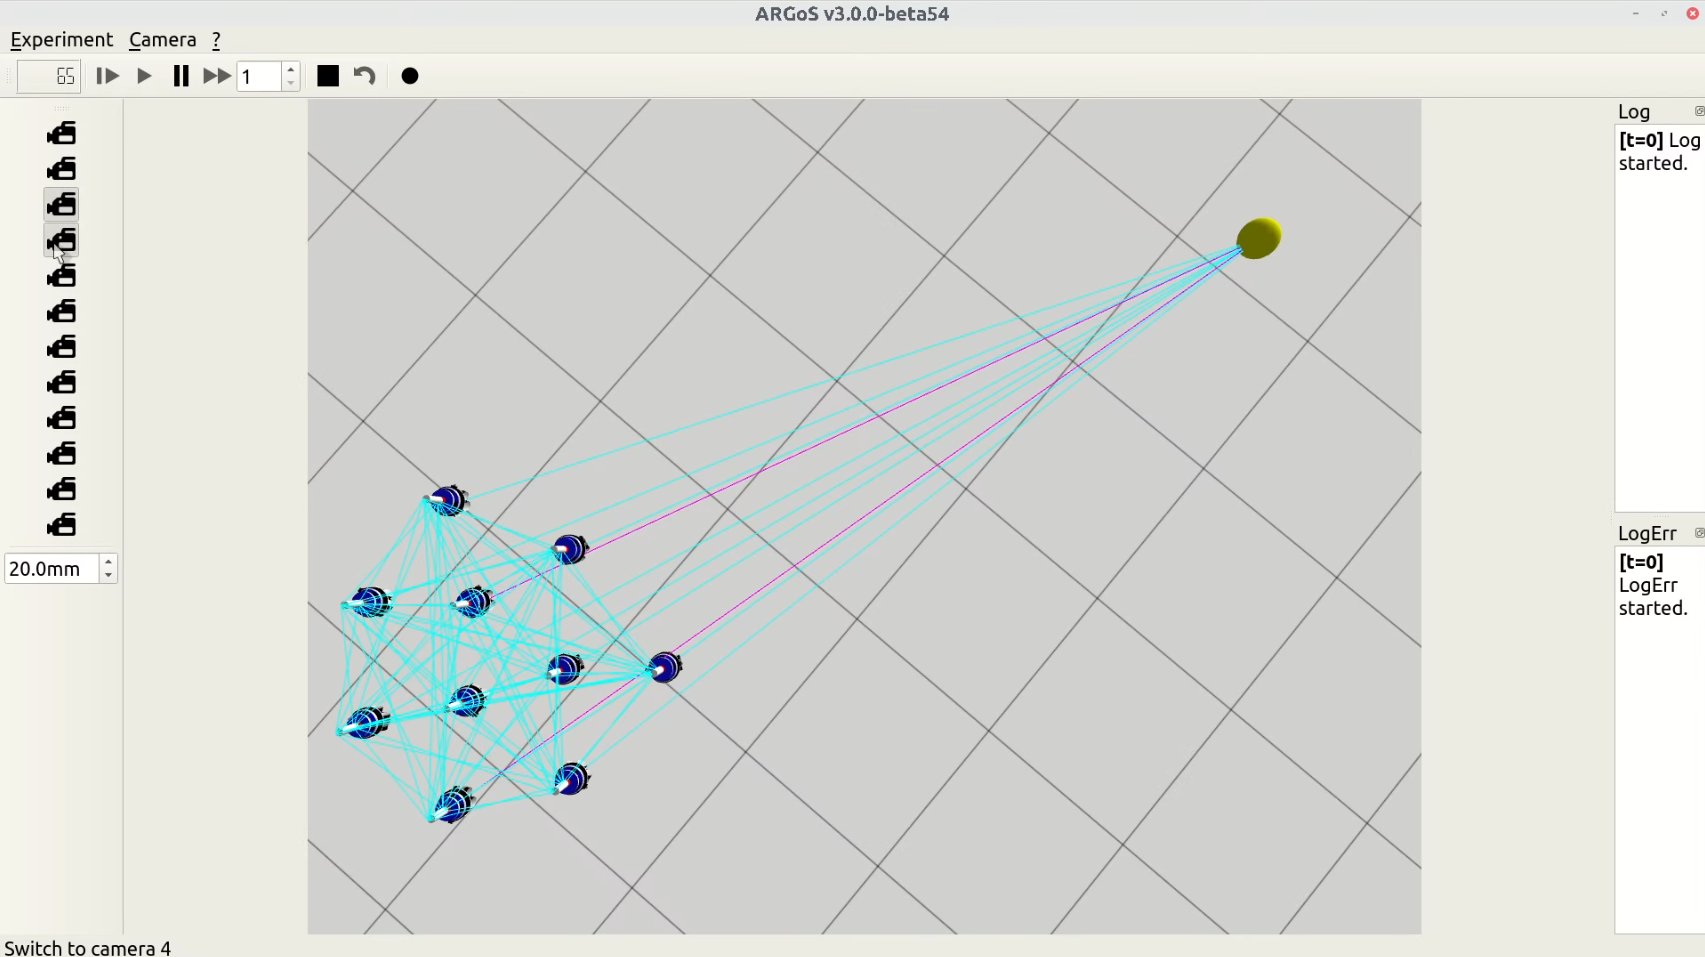 ARGoS v3.0.0-beta54
Experiment Camera ?
65
1
Log
[t=0] Log
started.
20.0mm
LogErr
[t=0]
LogErr
started.
Switch to camera 4